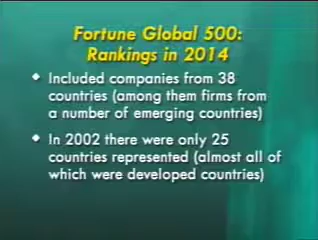 Fortune Global 500:
Rankings in 2014
◆ Included companies from 38
countries (among them firms from
a number of emerging countries)
◆ In 2002 there were only 25
countries represented (almost all of
which were developed countries)